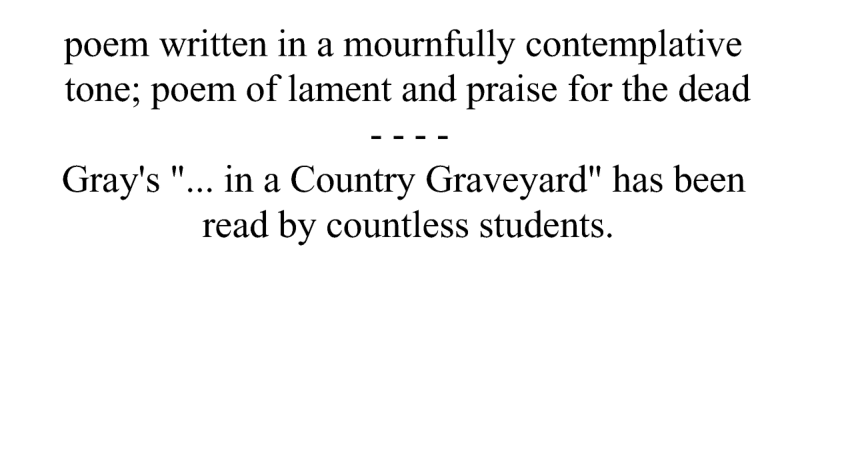 poem written in a mournfully contemplative
tone; poem of lament and praise for the dead
- - - -
Gray's "... in a Country Graveyard" has been
read by countless students.